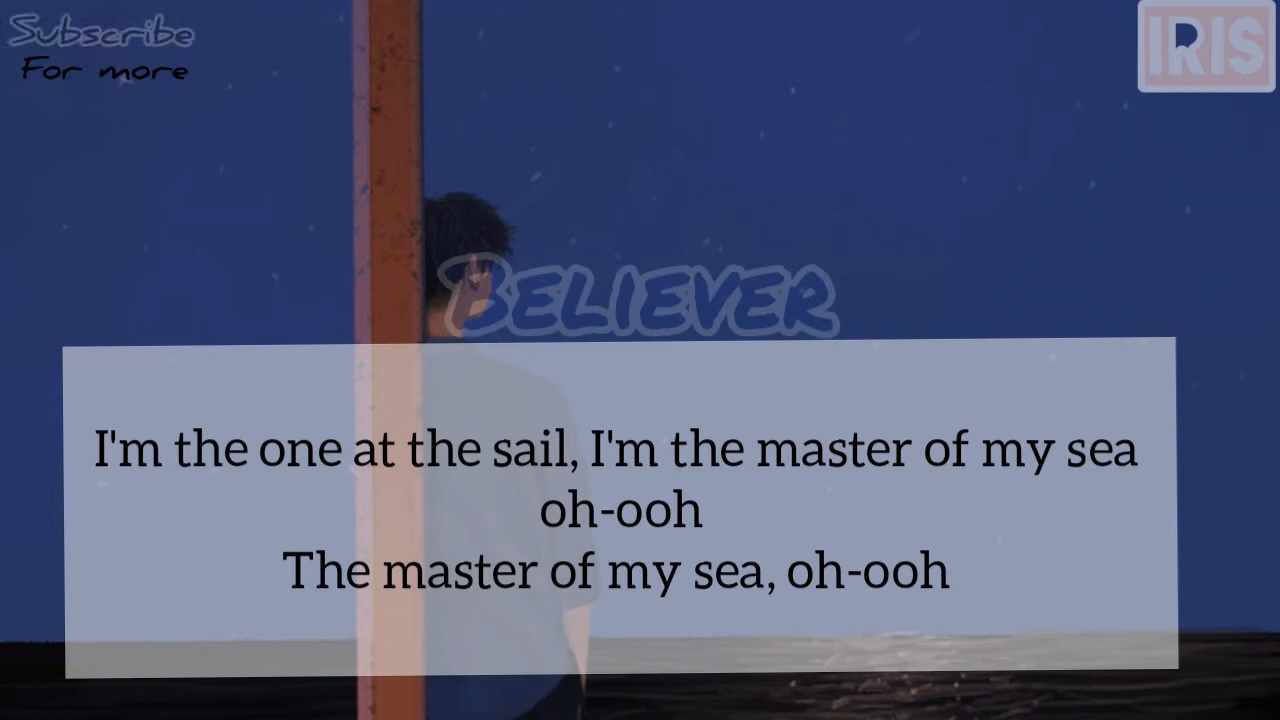 Subscribe
For more
IRIS
BELIEVER
I'm the one at the sail, I'm the master of my sea
oh-ooh
The master of my sea, oh-ooh